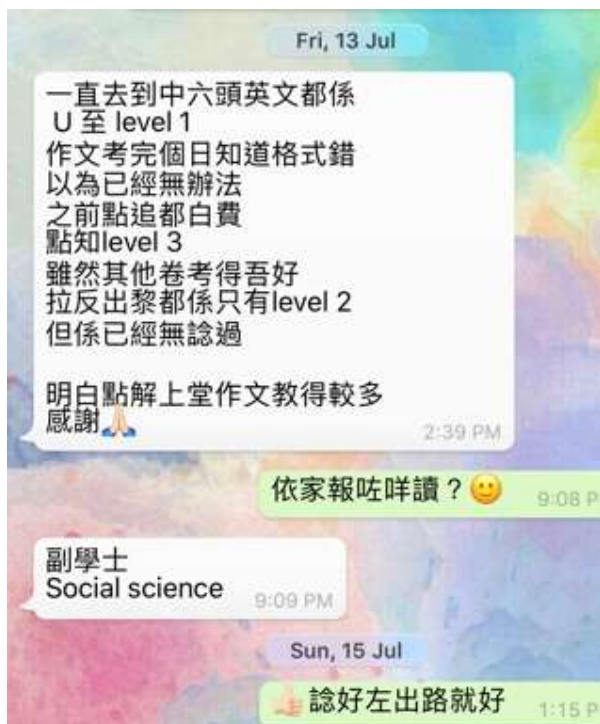 Fri, 13 Jul
一直去到中六頭英文都係
U 至 level 1
作文考完個日知道格式錯
以為已經無辦法
之前點追都白費
點知level 3
雖然其他卷考得吾好
拉反出黎都係只有level 2
但係已經無諗過
明白點解上堂作文教得較多
感謝🙏🏻
2:39 PM
依家報咗咩讀？🙂
9:08 P
副學士
Social science
9:09 PM
Sun, 15 Jul
👍🏻 諗好左出路就好
1:15 P